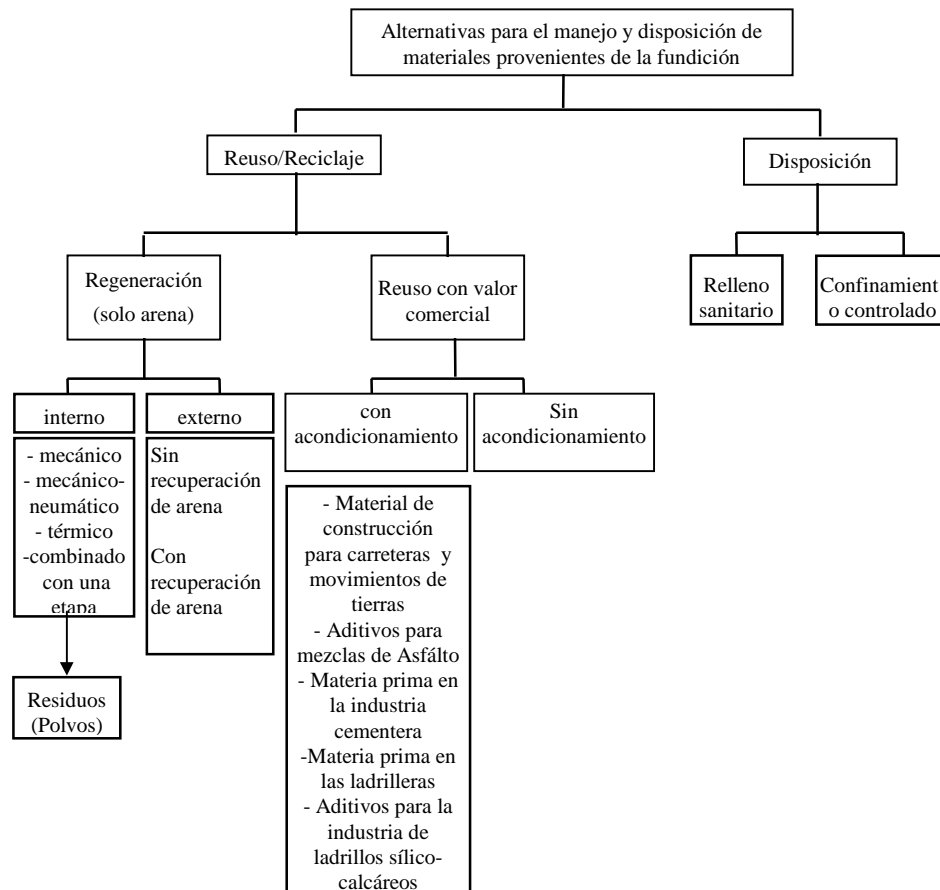 Alternativas para el manejo y disposición de
materiales provenientes de la fundición
Reuso/Reciclaje
Disposición
Regeneración
(solo arena)
Reuso con valor
comercial
Relleno
sanitario
Confinamient
o controlado
interno
externo
con
acondicionamiento
Sin
acondicionamiento
- mecánico
- mecánico-
neumático
- térmico
-combinado
con una
etapa
Sin
recuperación
de arena
Con
recuperación
de arena
- Material de
construcción
para carreteras y
movimientos de
tierras
- Aditivos para
mezclas de Asfálto
- Materia prima en
la industria
cementera
-Materia prima en
las ladrilleras
- Aditivos para la
industria de
ladrillos sílico-
calcáreos
Residuos
(Polvos)